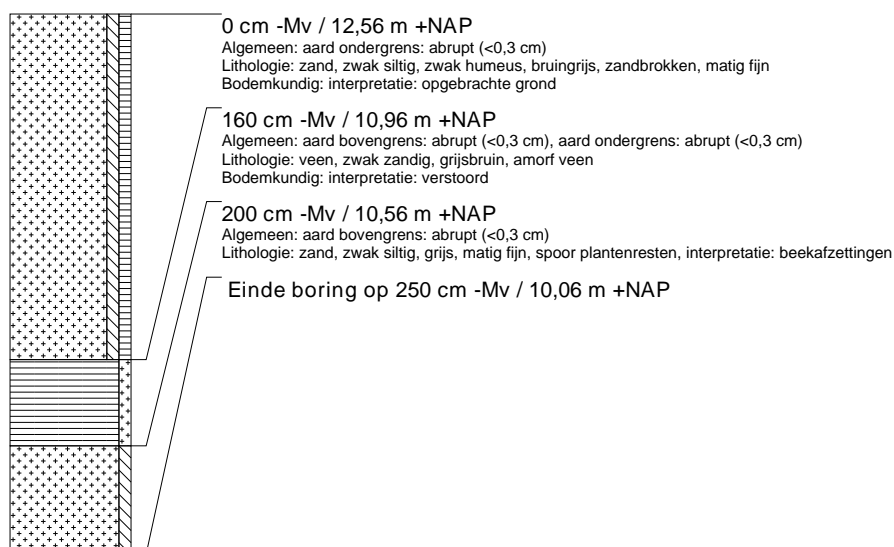 0 cm -Mv / 12,56 m +NAP
Algemeen: aard ondergrens: abrupt (<0,3 cm)
Lithologie: zand, zwak siltig, zwak humeus, bruingrijs, zandbrokken, matig fijn
Bodemkundig: interpretatie: opgebrachte grond
160 cm -Mv / 10,96 m +NAP
Algemeen: aard bovengrens: abrupt (<0,3 cm), aard ondergrens: abrupt (<0,3 cm)
Lithologie: veen, zwak zandig, grijsbruin, amorf veen
Bodemkundig: interpretatie: verstoord
200 cm -Mv / 10,56 m +NAP
Algemeen: aard bovengrens: abrupt (<0,3 cm)
Lithologie: zand, zwak siltig, grijs, matig fijn, spoor plantenresten, interpretatie: beekafzettingen
Einde boring op 250 cm -Mv / 10,06 m +NAP